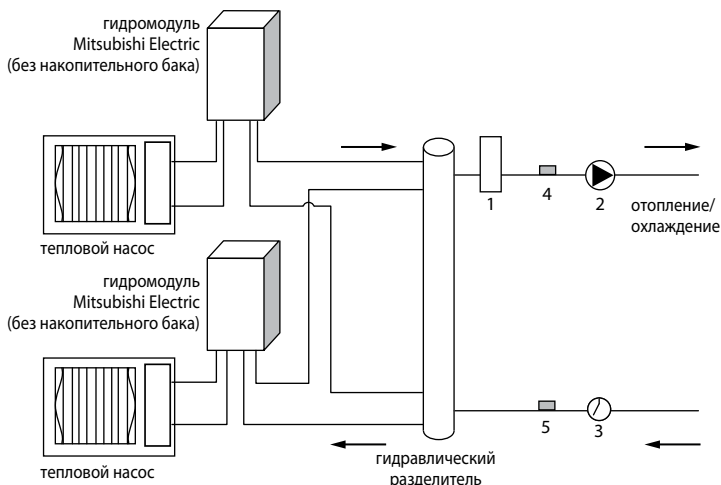 гидромодуль
Mitsubishi Electric
(без накопительного бака)
тепловой насос
1
4
2
отопление/
охлаждение
гидромодуль
Mitsubishi Electric
(без накопительного бака)
тепловой насос
5
3
гидравлический
разделитель